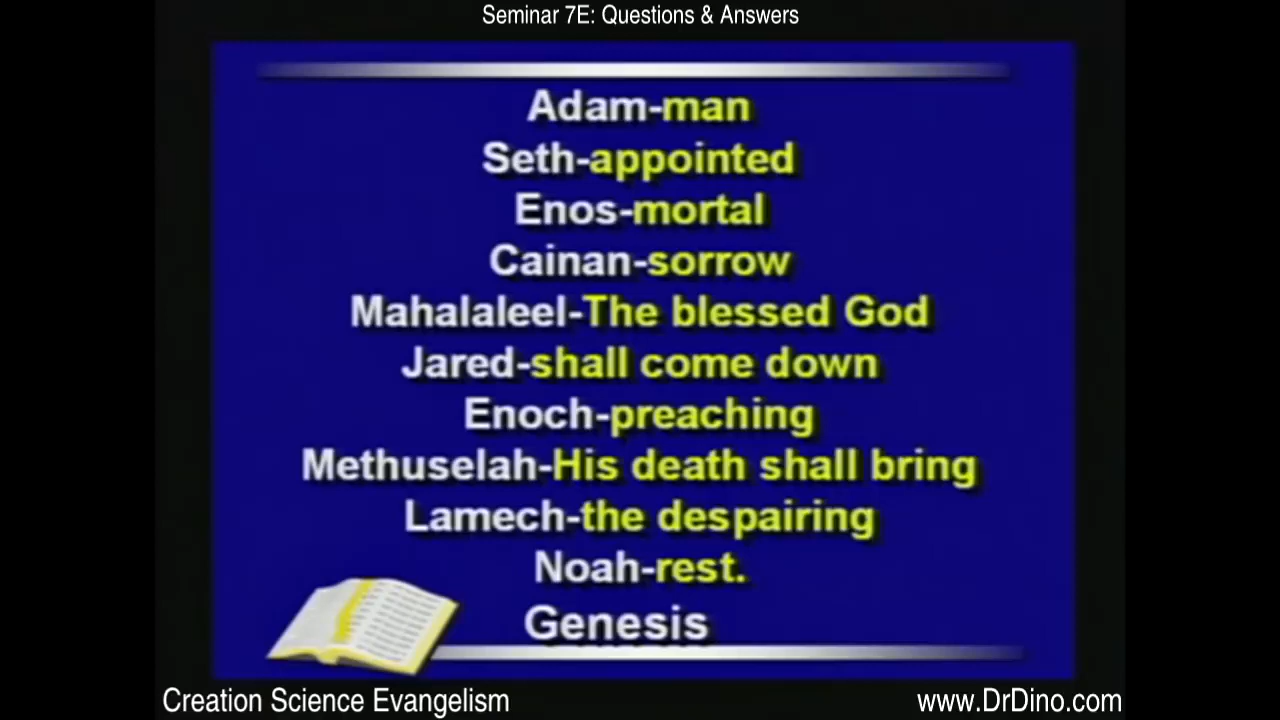 Seminar 7E: Questions & Answers
Adam-man
Seth-appointed
Enos-mortal
Cainan-sorrow
Mahalaleel-The blessed God
Jared-shall come down
Enoch-preaching
Methuselah-His death shall bring
Lamech-the despairing
Noah-rest.
Genesis
Creation Science Evangelism
www.DrDino.com